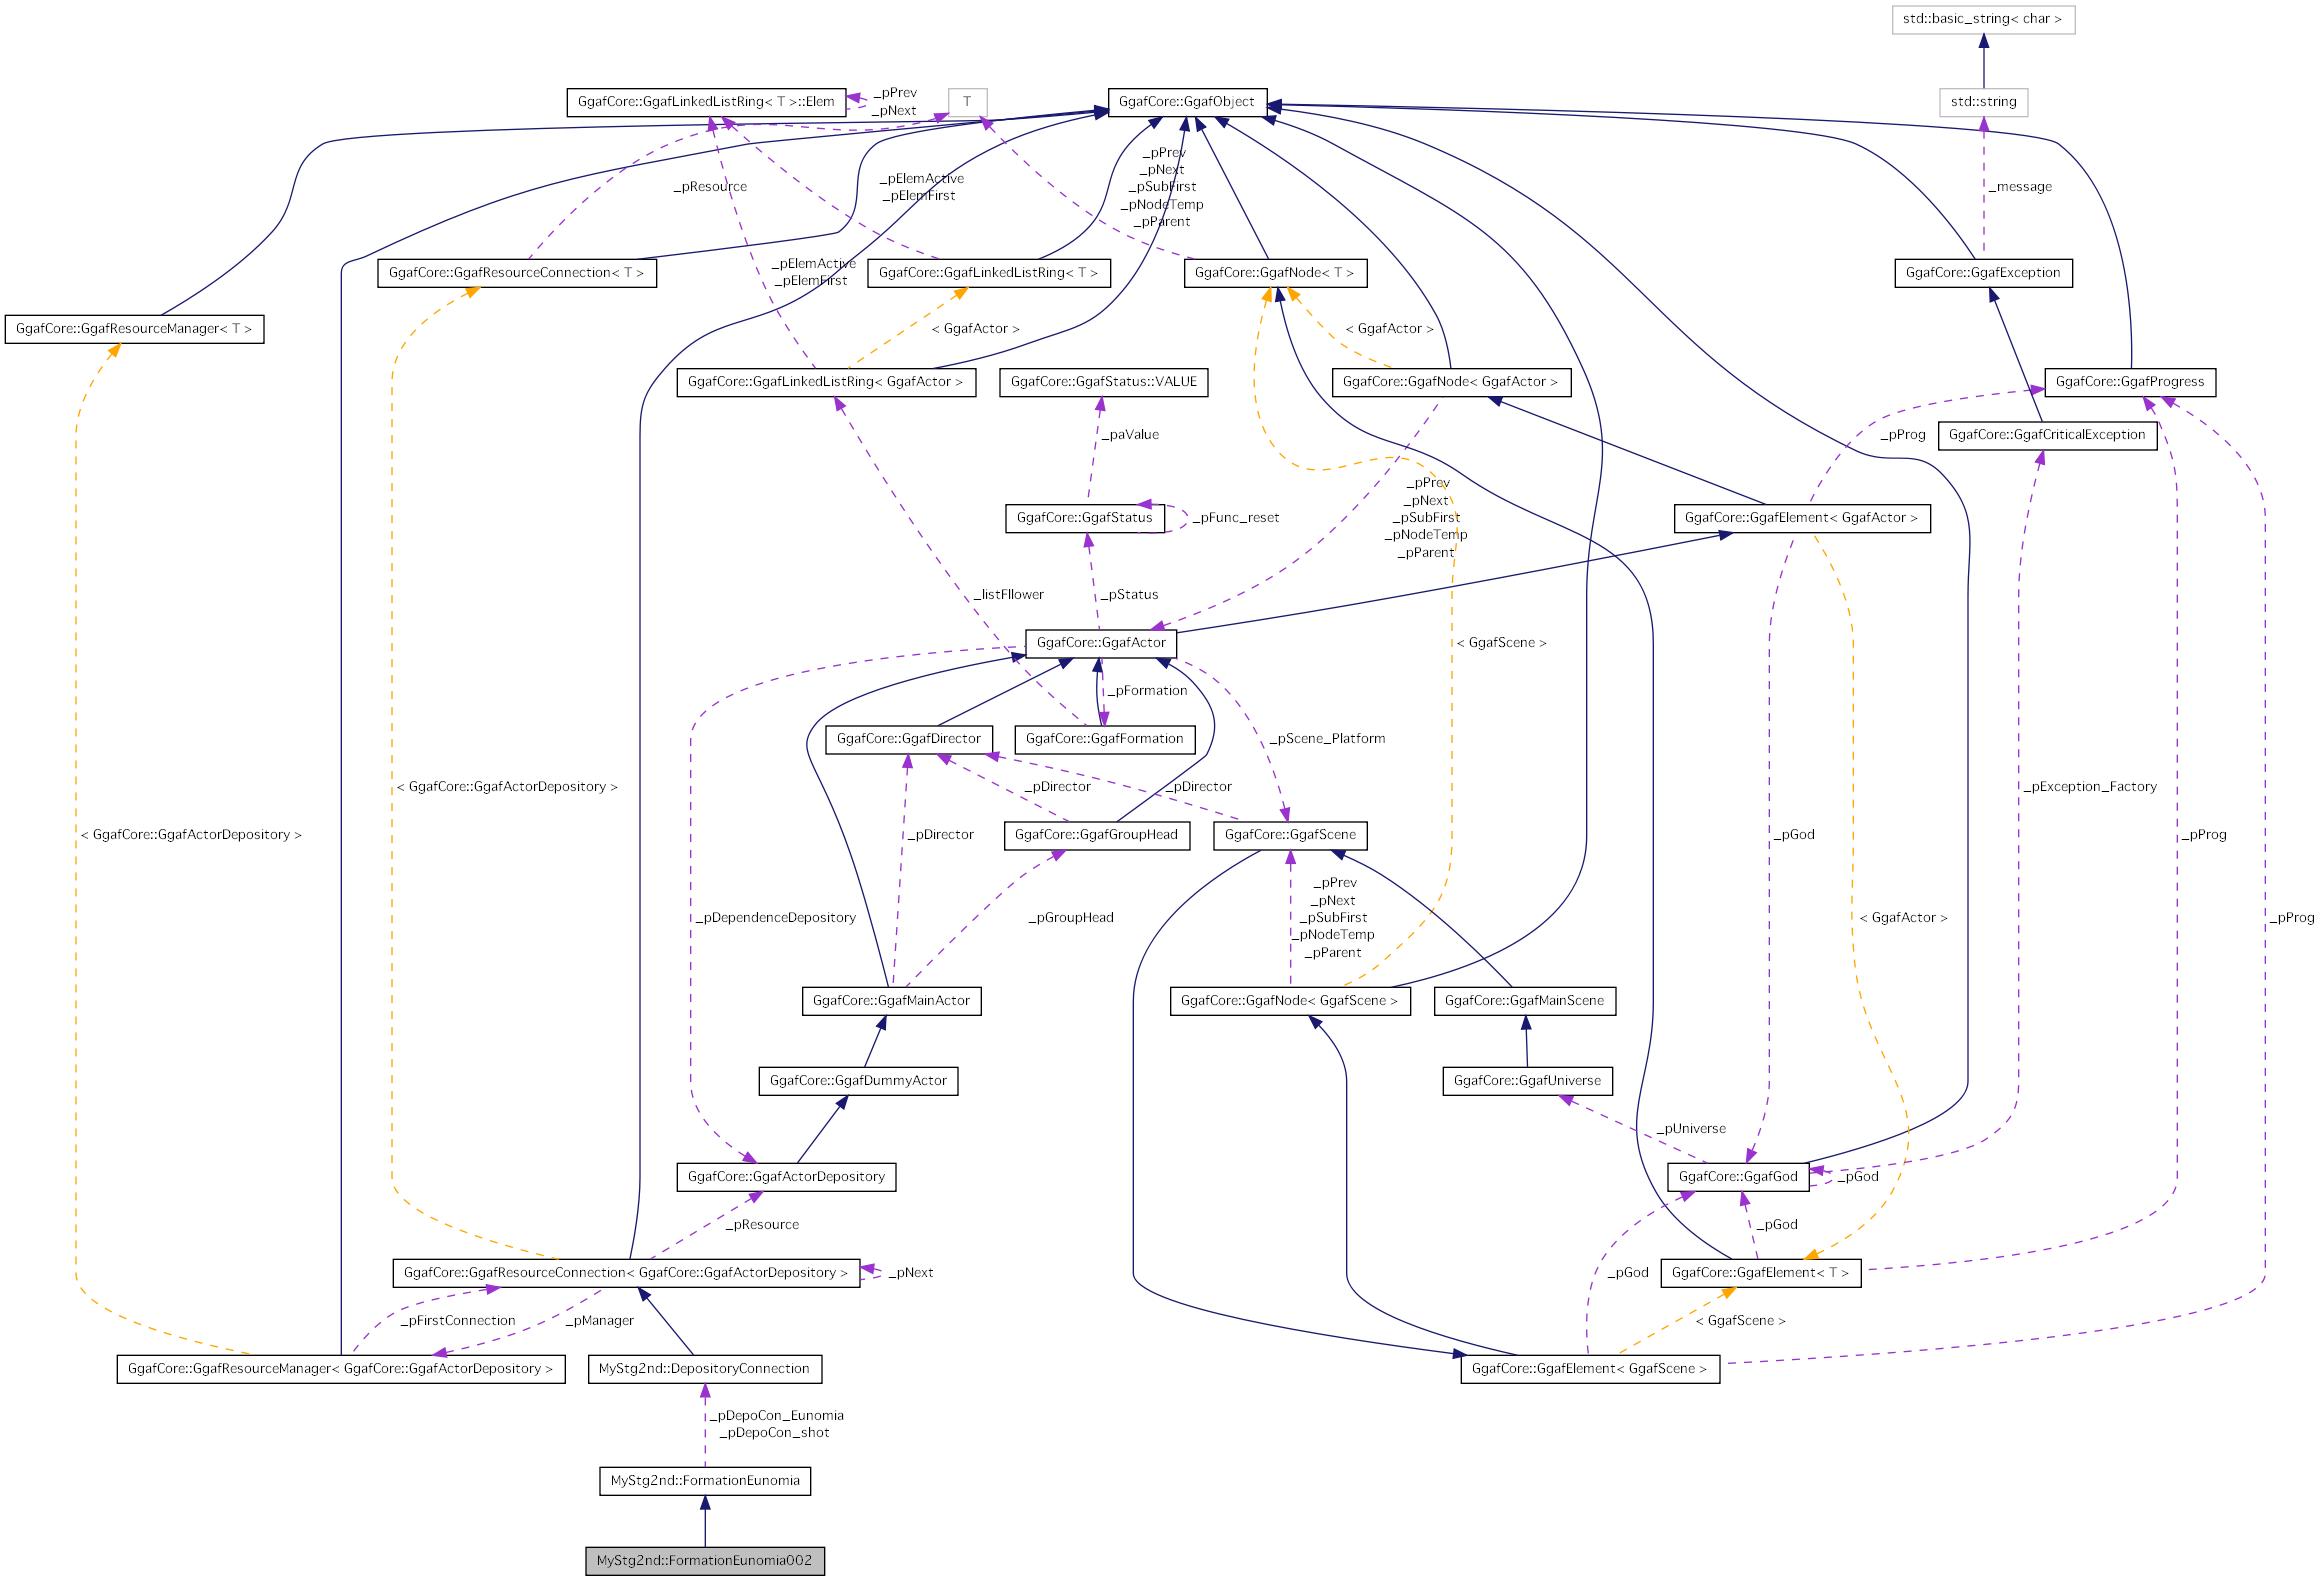 std::basic_string< char >
GgafCore::GgafLinkedListRing< T >::Elem
_pPrev
_pNext
T
GgafCore::GgafObject
std::string
_pResource
_pElemActive
_pElemFirst
_pPrev
_pNext
_pSubFirst
_pNodeTemp
_pParent
_message
GgafCore::GgafResourceConnection< T >
_pElemActive
_pElemFirst
GgafCore::GgafLinkedListRing< T >
GgafCore::GgafNode< T >
GgafCore::GgafException
GgafCore::GgafResourceManager< T >
< GgafActor >
< GgafActor >
GgafCore::GgafLinkedListRing< GgafActor >
GgafCore::GgafStatus::VALUE
GgafCore::GgafNode< GgafActor >
GgafCore::GgafProgress
_paValue
_pProg
GgafCore::GgafCriticalException
GgafCore::GgafStatus
_pFunc_reset
_pPrev
_pNext
_pSubFirst
_pNodeTemp
_pParent
GgafCore::GgafElement< GgafActor >
_listFllower
_pStatus
GgafCore::GgafActor
< GgafScene >
_pFormation
GgafCore::GgafDirector
GgafCore::GgafFormation
_pScene_Platform
< GgafCore::GgafActorDepository >
_pDirector
_pDirector
_pException_Factory
< GgafCore::GgafActorDepository >
_pDirector
GgafCore::GgafGroupHead
GgafCore::GgafScene
_pGod
_pProg
_pDependenceDepository
_pGroupHead
_pPrev
_pNext
_pSubFirst
_pNodeTemp
_pParent
< GgafActor >
_pProg
GgafCore::GgafMainActor
GgafCore::GgafNode< GgafScene >
GgafCore::GgafMainScene
GgafCore::GgafDummyActor
GgafCore::GgafUniverse
_pUniverse
GgafCore::GgafActorDepository
GgafCore::GgafGod
_pGod
_pResource
_pGod
GgafCore::GgafResourceConnection< GgafCore::GgafActorDepository >
_pNext
_pGod
GgafCore::GgafElement< T >
_pFirstConnection
_pManager
< GgafScene >
GgafCore::GgafResourceManager< GgafCore::GgafActorDepository >
MyStg2nd::DepositoryConnection
GgafCore::GgafElement< GgafScene >
_pDepoCon_Eunomia
_pDepoCon_shot
MyStg2nd::FormationEunomia
MyStg2nd::FormationEunomia002